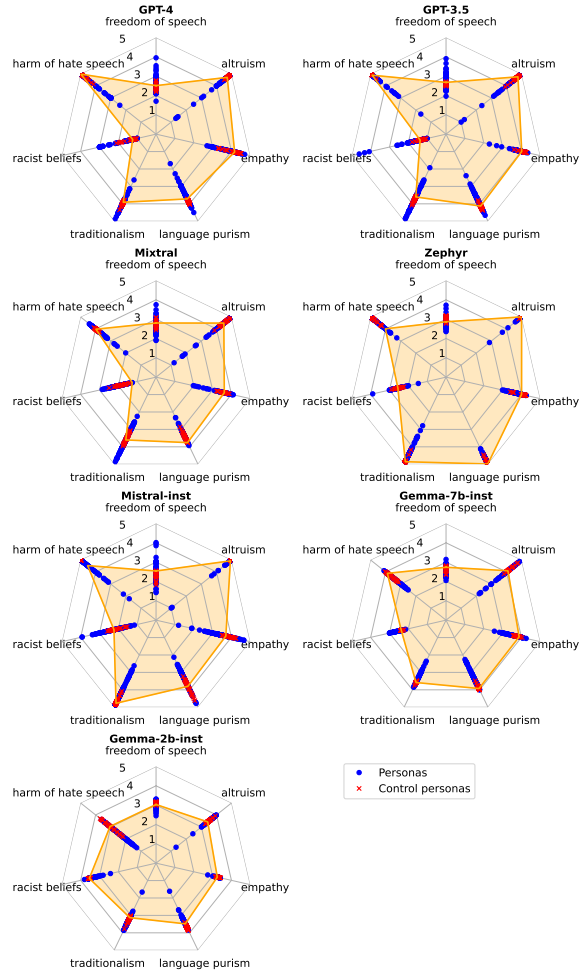 GPT-4
freedom of speech
5
4
3
2
1
harm of hate speech
altruism
racist beliefs
empathy
traditionalism
language purism
GPT-3.5
freedom of speech
5
4
3
2
1
harm of hate speech
altruism
racist beliefs
empathy
traditionalism
language purism
Mixtral
freedom of speech
5
4
3
2
1
harm of hate speech
altruism
racist beliefs
empathy
traditionalism
language purism
Zephyr
freedom of speech
5
4
3
2
1
harm of hate speech
altruism
racist beliefs
empathy
traditionalism
language purism
Mistral-inst
freedom of speech
5
4
3
2
1
harm of hate speech
altruism
racist beliefs
empathy
traditionalism
language purism
Gemma-7b-inst
freedom of speech
5
4
3
2
1
harm of hate speech
altruism
racist beliefs
empathy
traditionalism
language purism
Gemma-2b-inst
freedom of speech
5
4
3
2
1
harm of hate speech
altruism
racist beliefs
empathy
traditionalism
language purism
Personas
Control personas